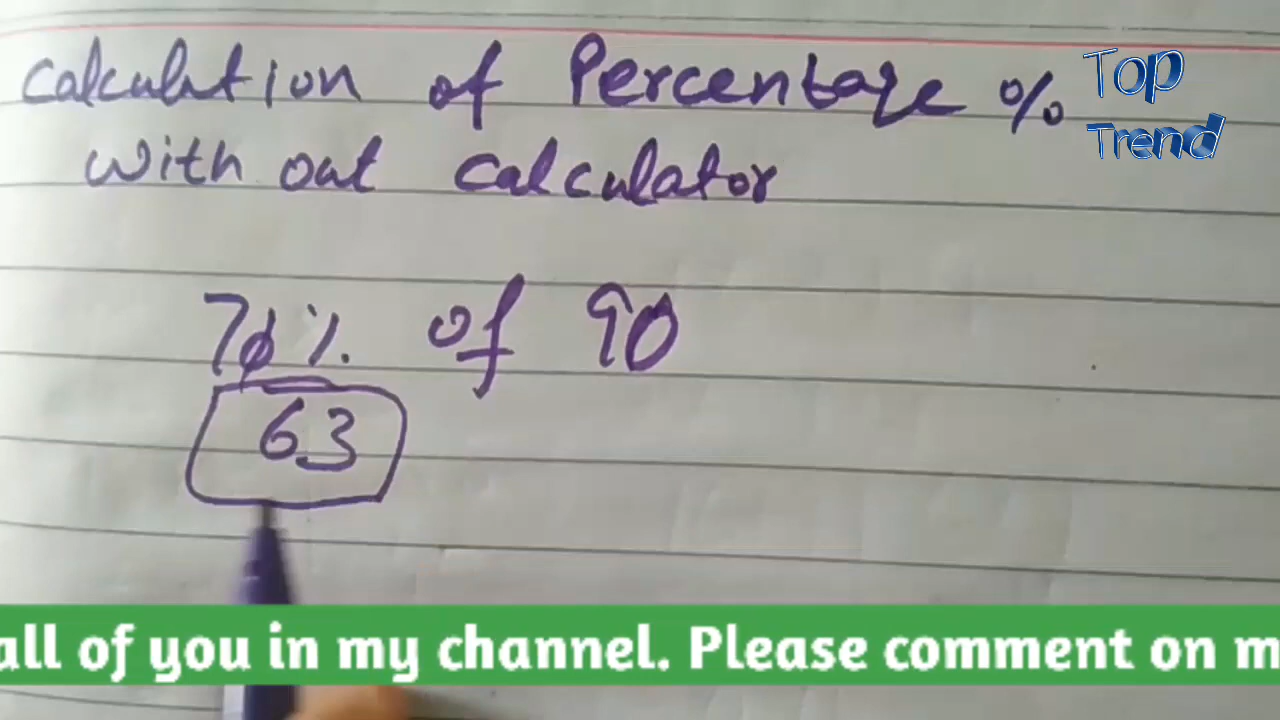 Calculation of Percentage %
with out calculator
Top
Trend
70% of 90
63
all of you in my channel. Please comment on m